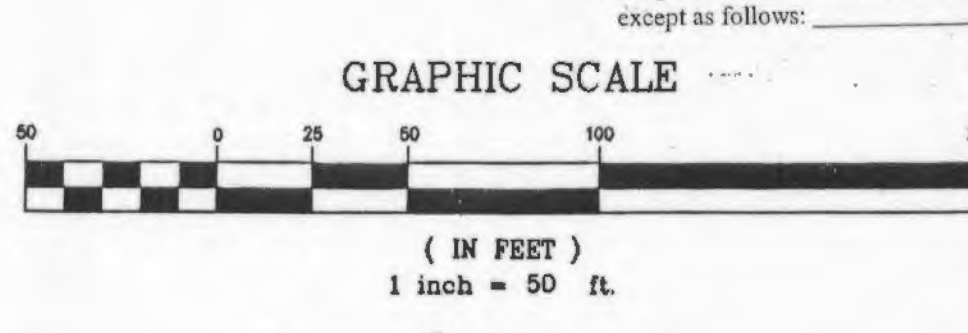 except as follows:
GRAPHIC SCALE
50 0 25 50 100
( IN FEET )
1 inch = 50 ft.